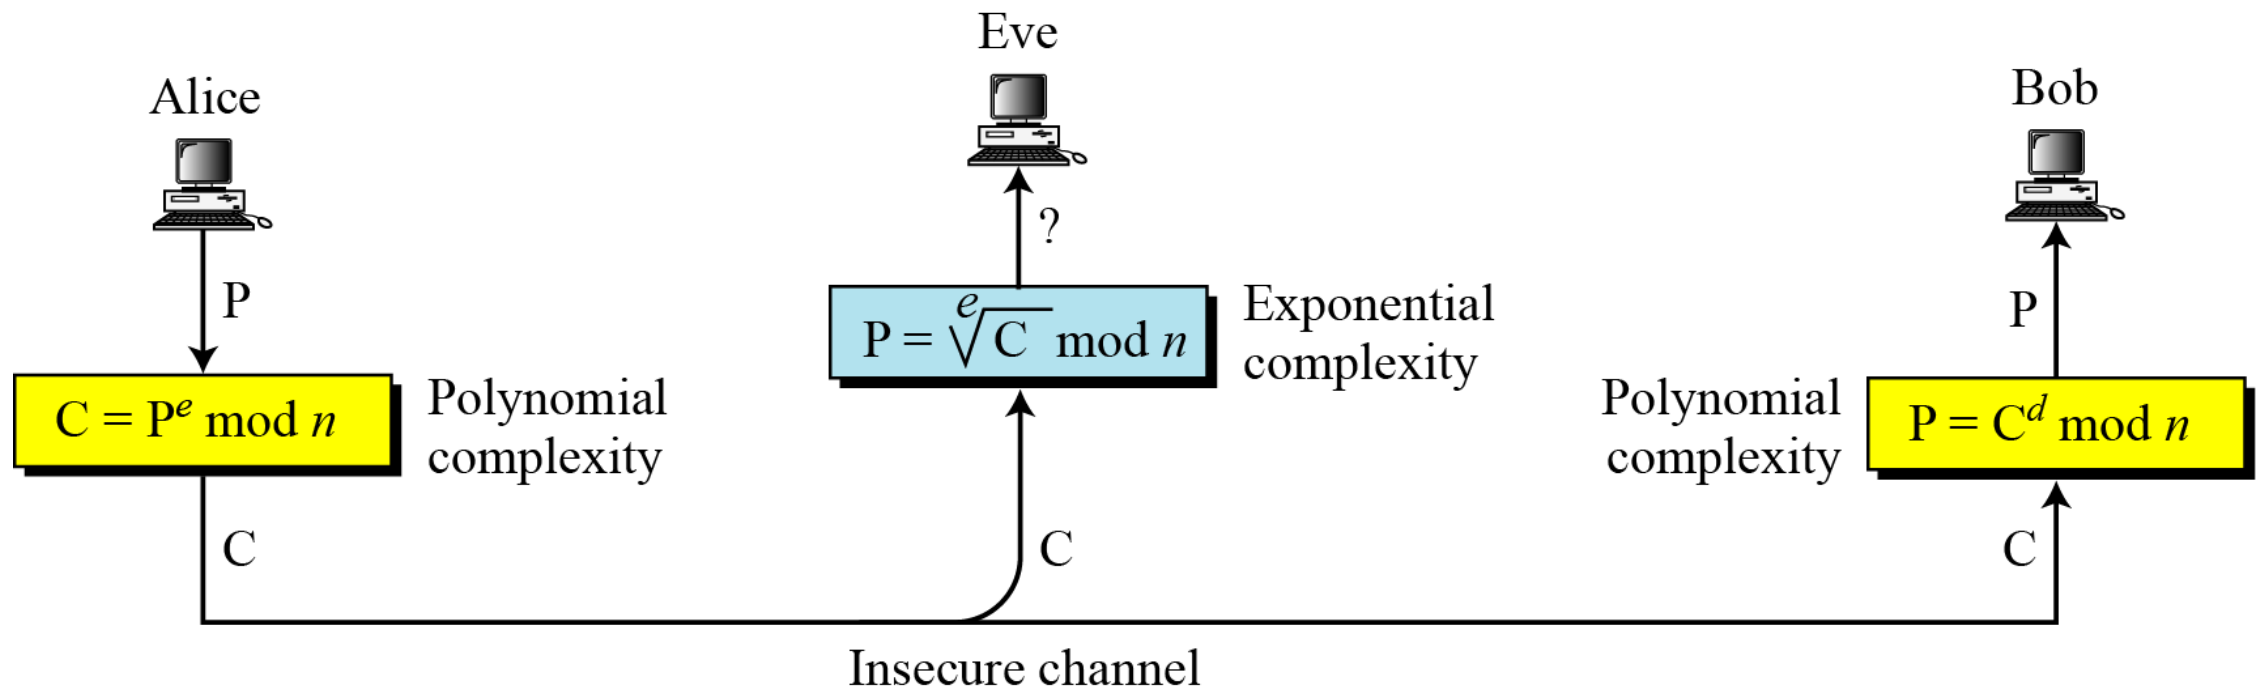 Eve
Alice
Bob
?
P
P = ᵉ√C mod n
Exponential
complexity
P
C = Pᵉ mod n
Polynomial
complexity
Polynomial
complexity
P = Cᵈ mod n
C
C
C
Insecure channel